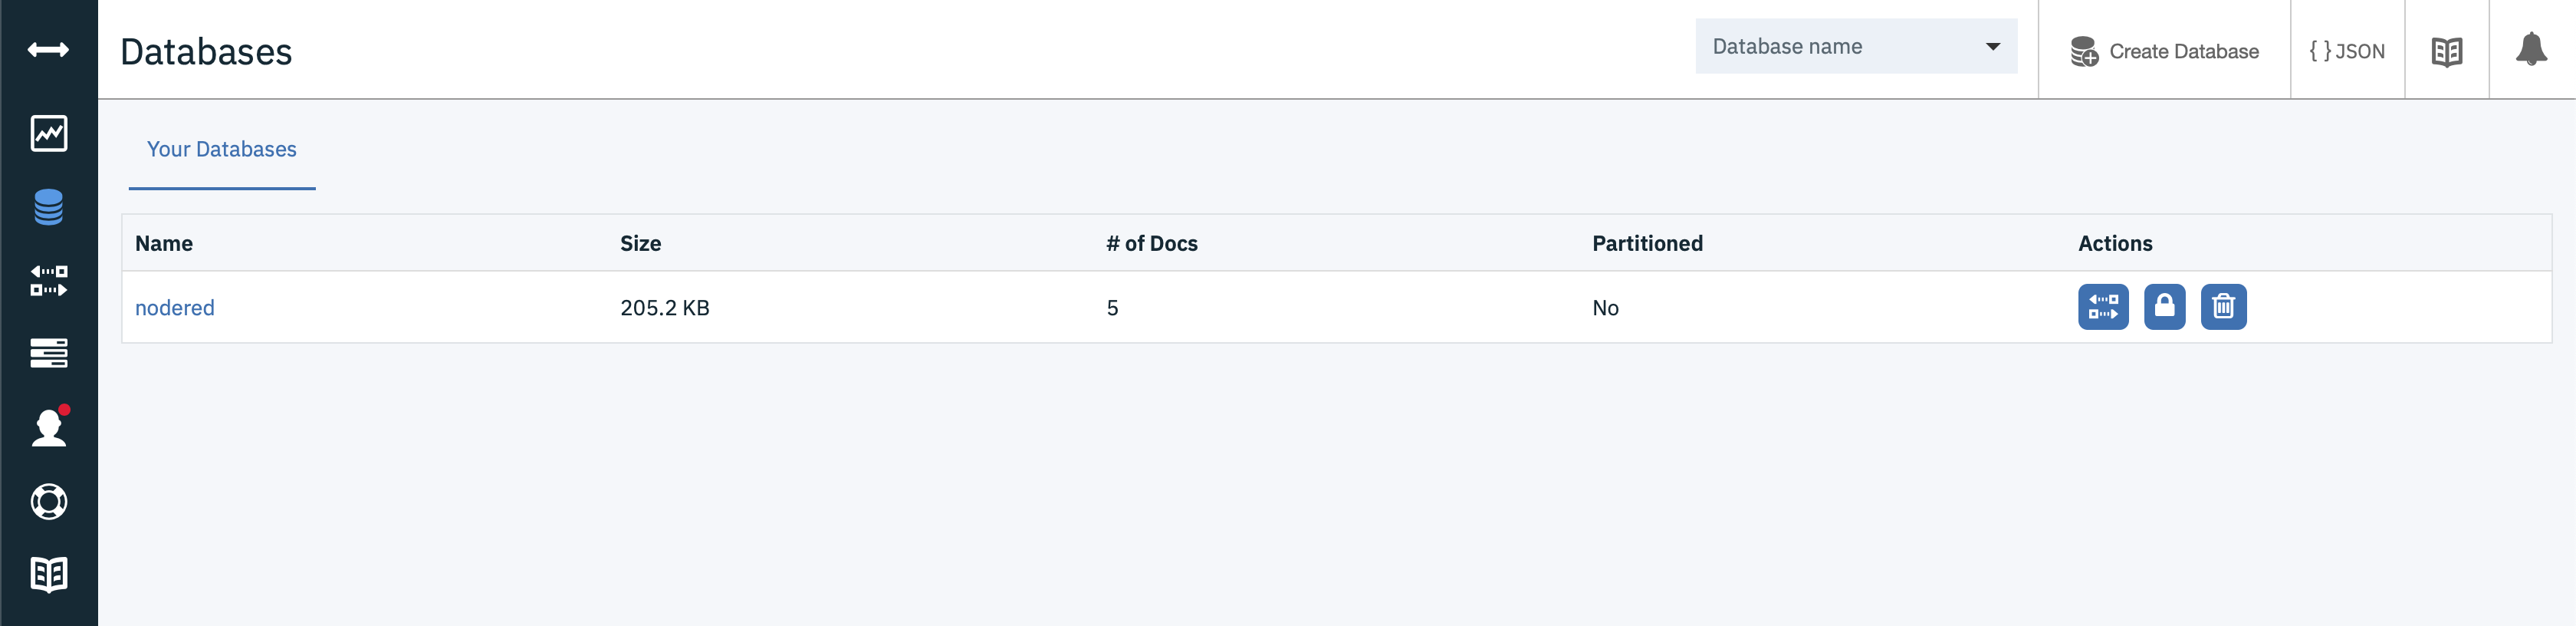 Databases
Database name
Create Database
{ } JSON
Your Databases
Name Size # of Docs Partitioned Actions
nodered 205.2 KB 5 No